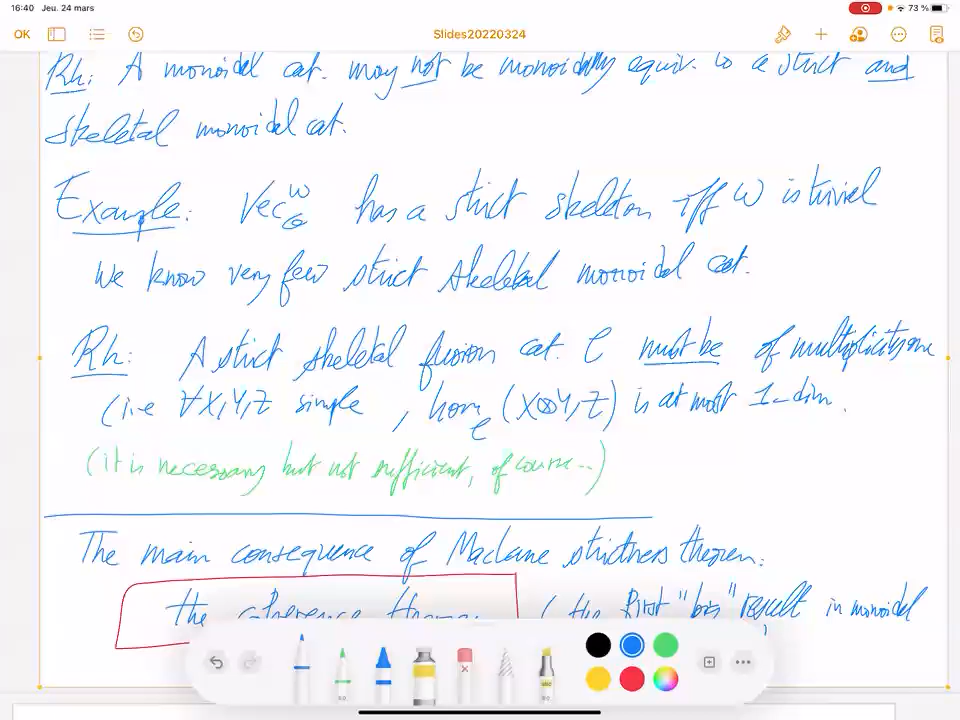 16:40 Jeu. 24 mars
73 %
OK
Slides20220324
Rk: A monoidal cat. may not be monoidally equiv. to a strict and
skeletal monoidal cat.
Example: Vec_G^ω has a strict skeleton iff ω is trivial
We know very few strict skeletal monoidal cat.
Rk: A strict skeletal fusion cat. C must be of multiplicity one
(i.e ∀X,Y,Z simple, hom_C (X⊗Y,Z) is at most 1-dim.
(it is necessary but not sufficient, of course...)
The main consequence of Maclane strictness theorem:
the coherence theorem (the first "big" result in monoidal